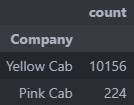 count
Company
Yellow Cab 10156
Pink Cab 224